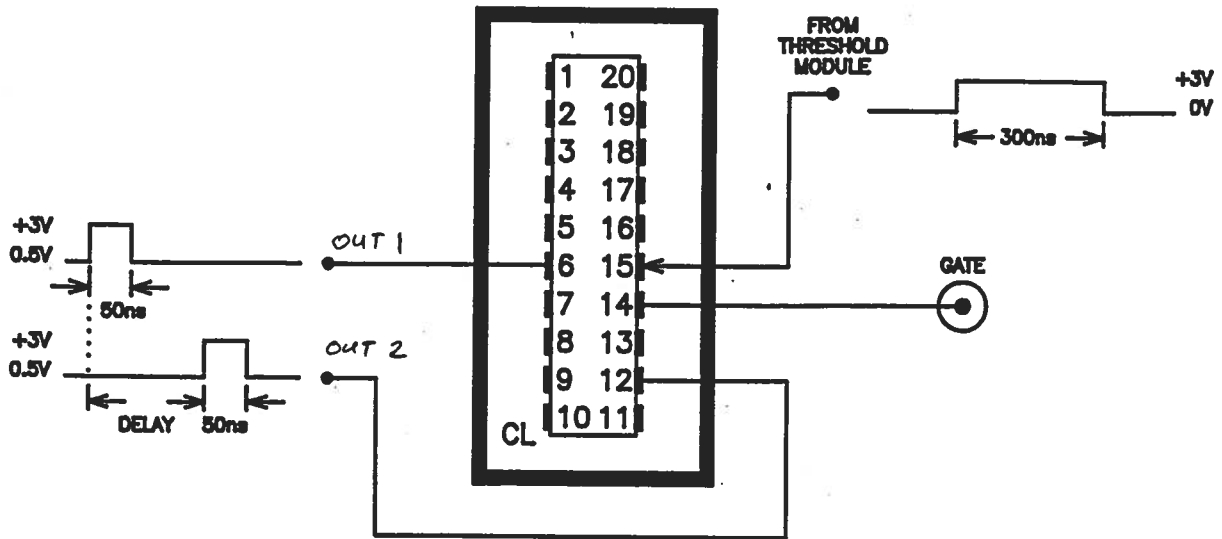 FROM
THRESHOLD
MODULE
+3V
0V
300ns
1 20
2 19
3 18
4 17
5 16
6 15
7 14
8 13
9 12
10 11
CL
GATE
+3V
0.5V
50ns
OUT 1
+3V
0.5V
DELAY 50ns
OUT 2